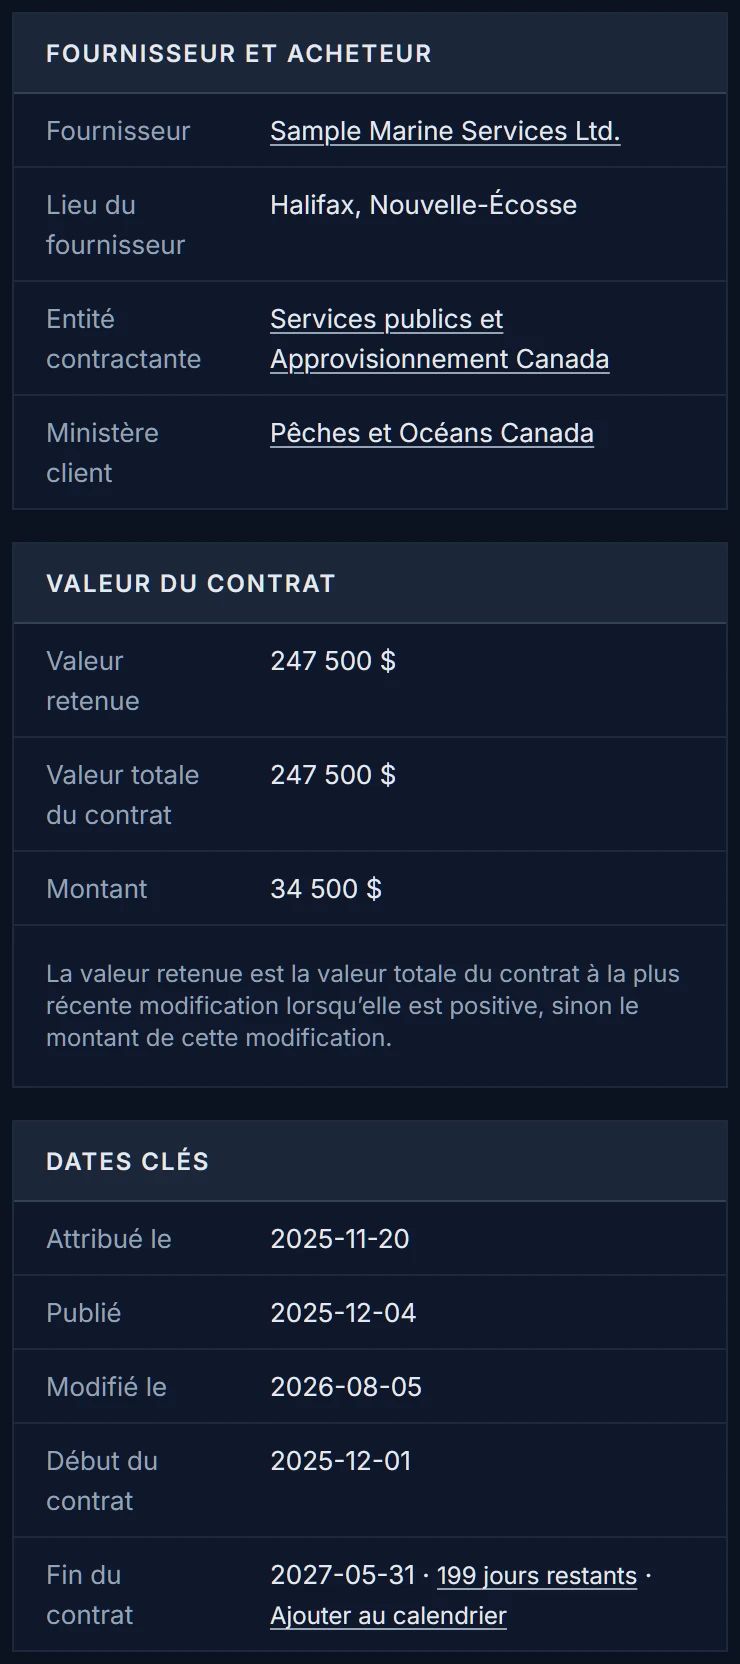 FOURNISSEUR ET ACHETEUR
Fournisseur
Sample Marine Services Ltd.
Lieu du
fournisseur
Halifax, Nouvelle-Écosse
Entité
contractante
Services publics et
Approvisionnement Canada
Ministère
client
Pêches et Océans Canada
VALEUR DU CONTRAT
Valeur
retenue
247 500 $
Valeur totale
du contrat
247 500 $
Montant
34 500 $
La valeur retenue est la valeur totale du contrat à la plus
récente modification lorsqu’elle est positive, sinon le
montant de cette modification.
DATES CLÉS
Attribué le
2025-11-20
Publié
2025-12-04
Modifié le
2026-08-05
Début du
contrat
2025-12-01
Fin du
contrat
2027-05-31 · 199 jours restants ·
Ajouter au calendrier